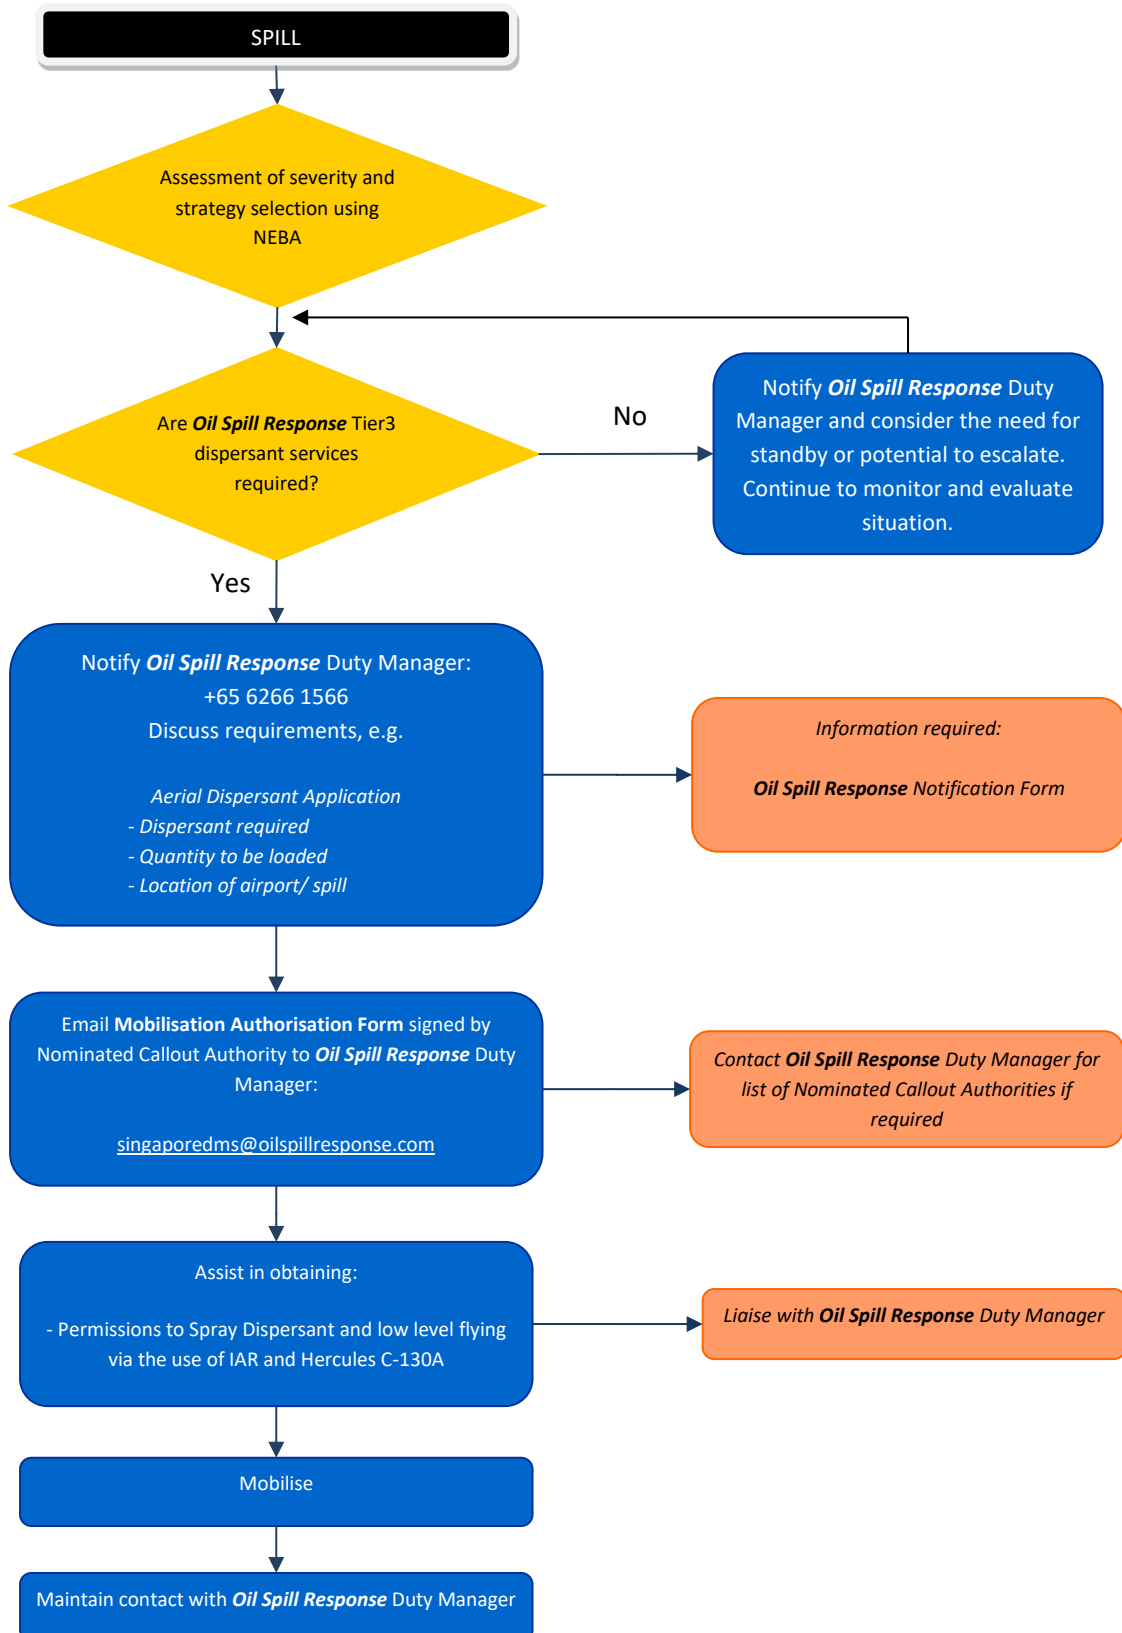 SPILL
Assessment of severity and
strategy selection using
NEBA
Are Oil Spill Response Tier3
dispersant services
required?
No
Notify Oil Spill Response Duty
Manager and consider the need for
standby or potential to escalate.
Continue to monitor and evaluate
situation.
Yes
Notify Oil Spill Response Duty Manager:
+65 6266 1566
Discuss requirements, e.g.
Aerial Dispersant Application
- Dispersant required
- Quantity to be loaded
- Location of airport/ spill
Information required:
Oil Spill Response Notification Form
Email Mobilisation Authorisation Form signed by
Nominated Callout Authority to Oil Spill Response Duty
Manager:
singaporedms@oilspillresponse.com
Contact Oil Spill Response Duty Manager for
list of Nominated Callout Authorities if
required
Assist in obtaining:
- Permissions to Spray Dispersant and low level flying
via the use of IAR and Hercules C-130A
Liaise with Oil Spill Response Duty Manager
Mobilise
Maintain contact with Oil Spill Response Duty Manager